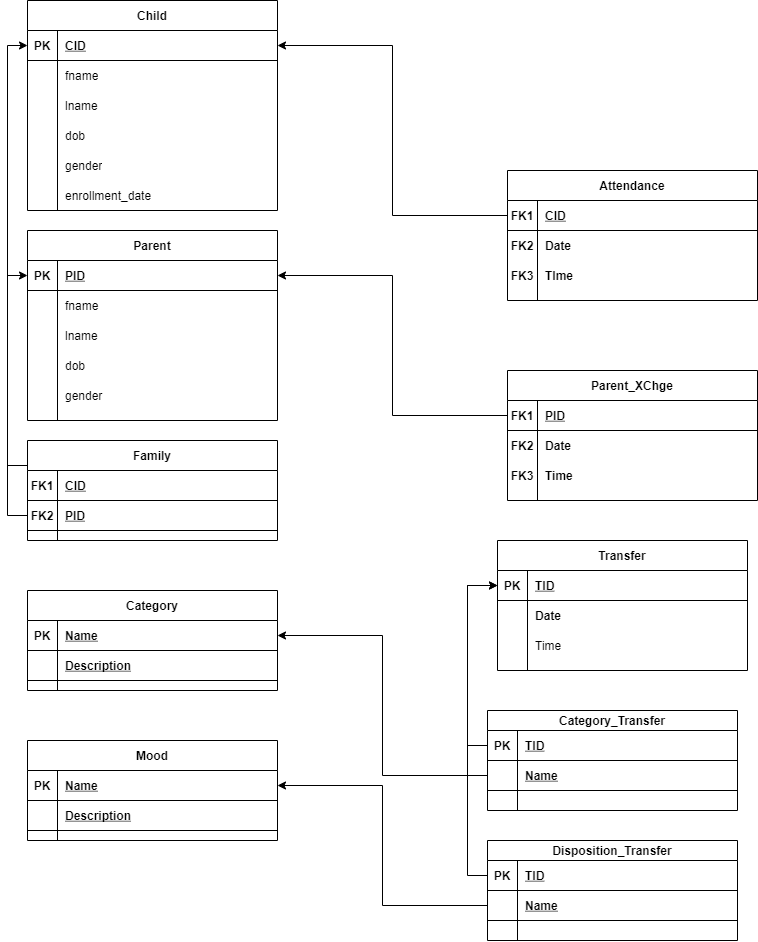 Child
PK CID
fname
lname
dob
gender
enrollment_date
Parent
PK PID
fname
lname
dob
gender
Family
FK1 CID
FK2 PID
Category
PK Name
Description
Mood
PK Name
Description
Attendance
FK1 CID
FK2 Date
FK3 TIme
Parent_XChge
FK1 PID
FK2 Date
FK3 Time
Transfer
PK TID
Date
Time
Category_Transfer
PK TID
Name
Disposition_Transfer
PK TID
Name